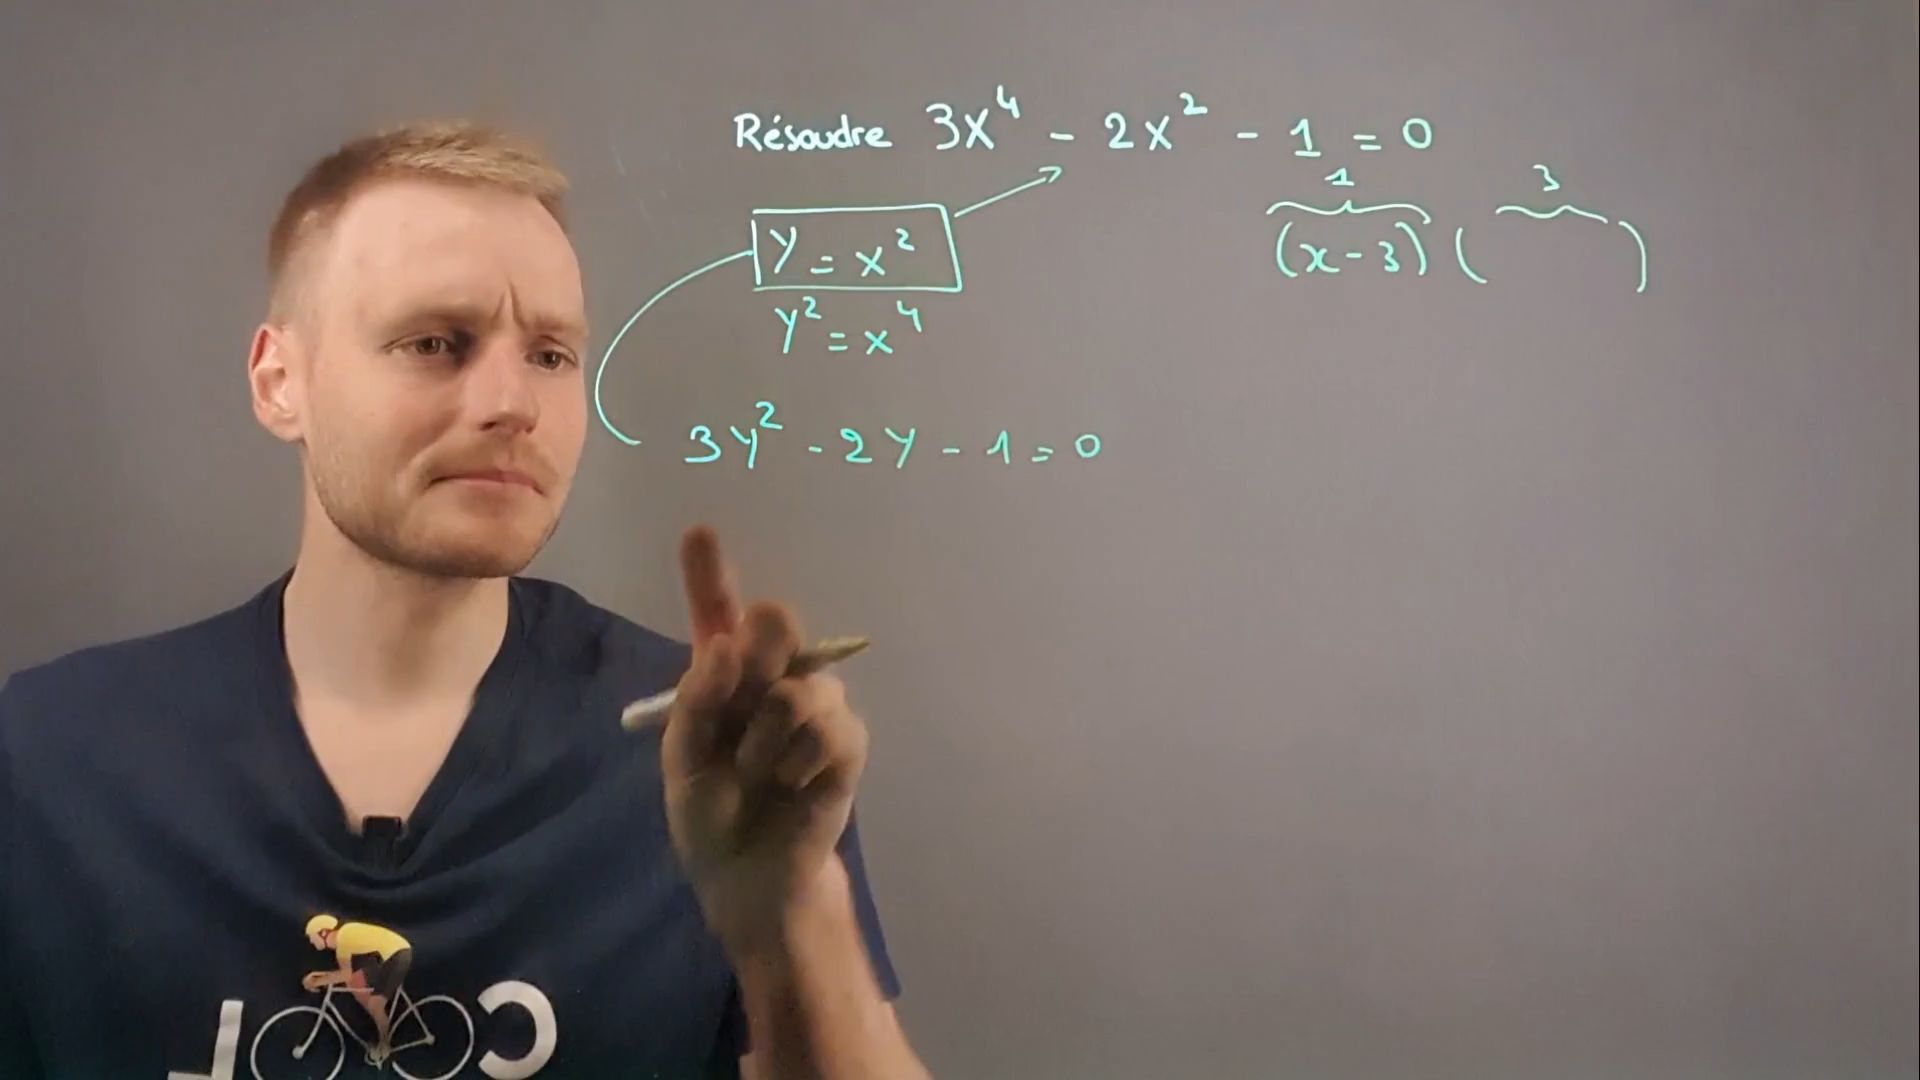 Résoudre 3x⁴ - 2x² - 1 = 0
1 3
y = x² (x-3) ( )
y² = x⁴
3y² - 2y - 1 = 0